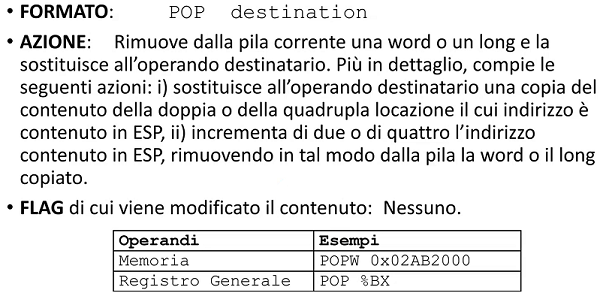 • FORMATO: POP destination
• AZIONE: Rimuove dalla pila corrente una word o un long e la
sostituisce all’operando destinatario. Più in dettaglio, compie le
seguenti azioni: i) sostituisce all’operando destinatario una copia del
contenuto della doppia o della quadrupla locazione il cui indirizzo è
contenuto in ESP, ii) incrementa di due o di quattro l’indirizzo
contenuto in ESP, rimuovendo in tal modo dalla pila la word o il long
copiato.
• FLAG di cui viene modificato il contenuto: Nessuno.
Operandi Esempi
Memoria POPW 0x02AB2000
Registro Generale POP %BX